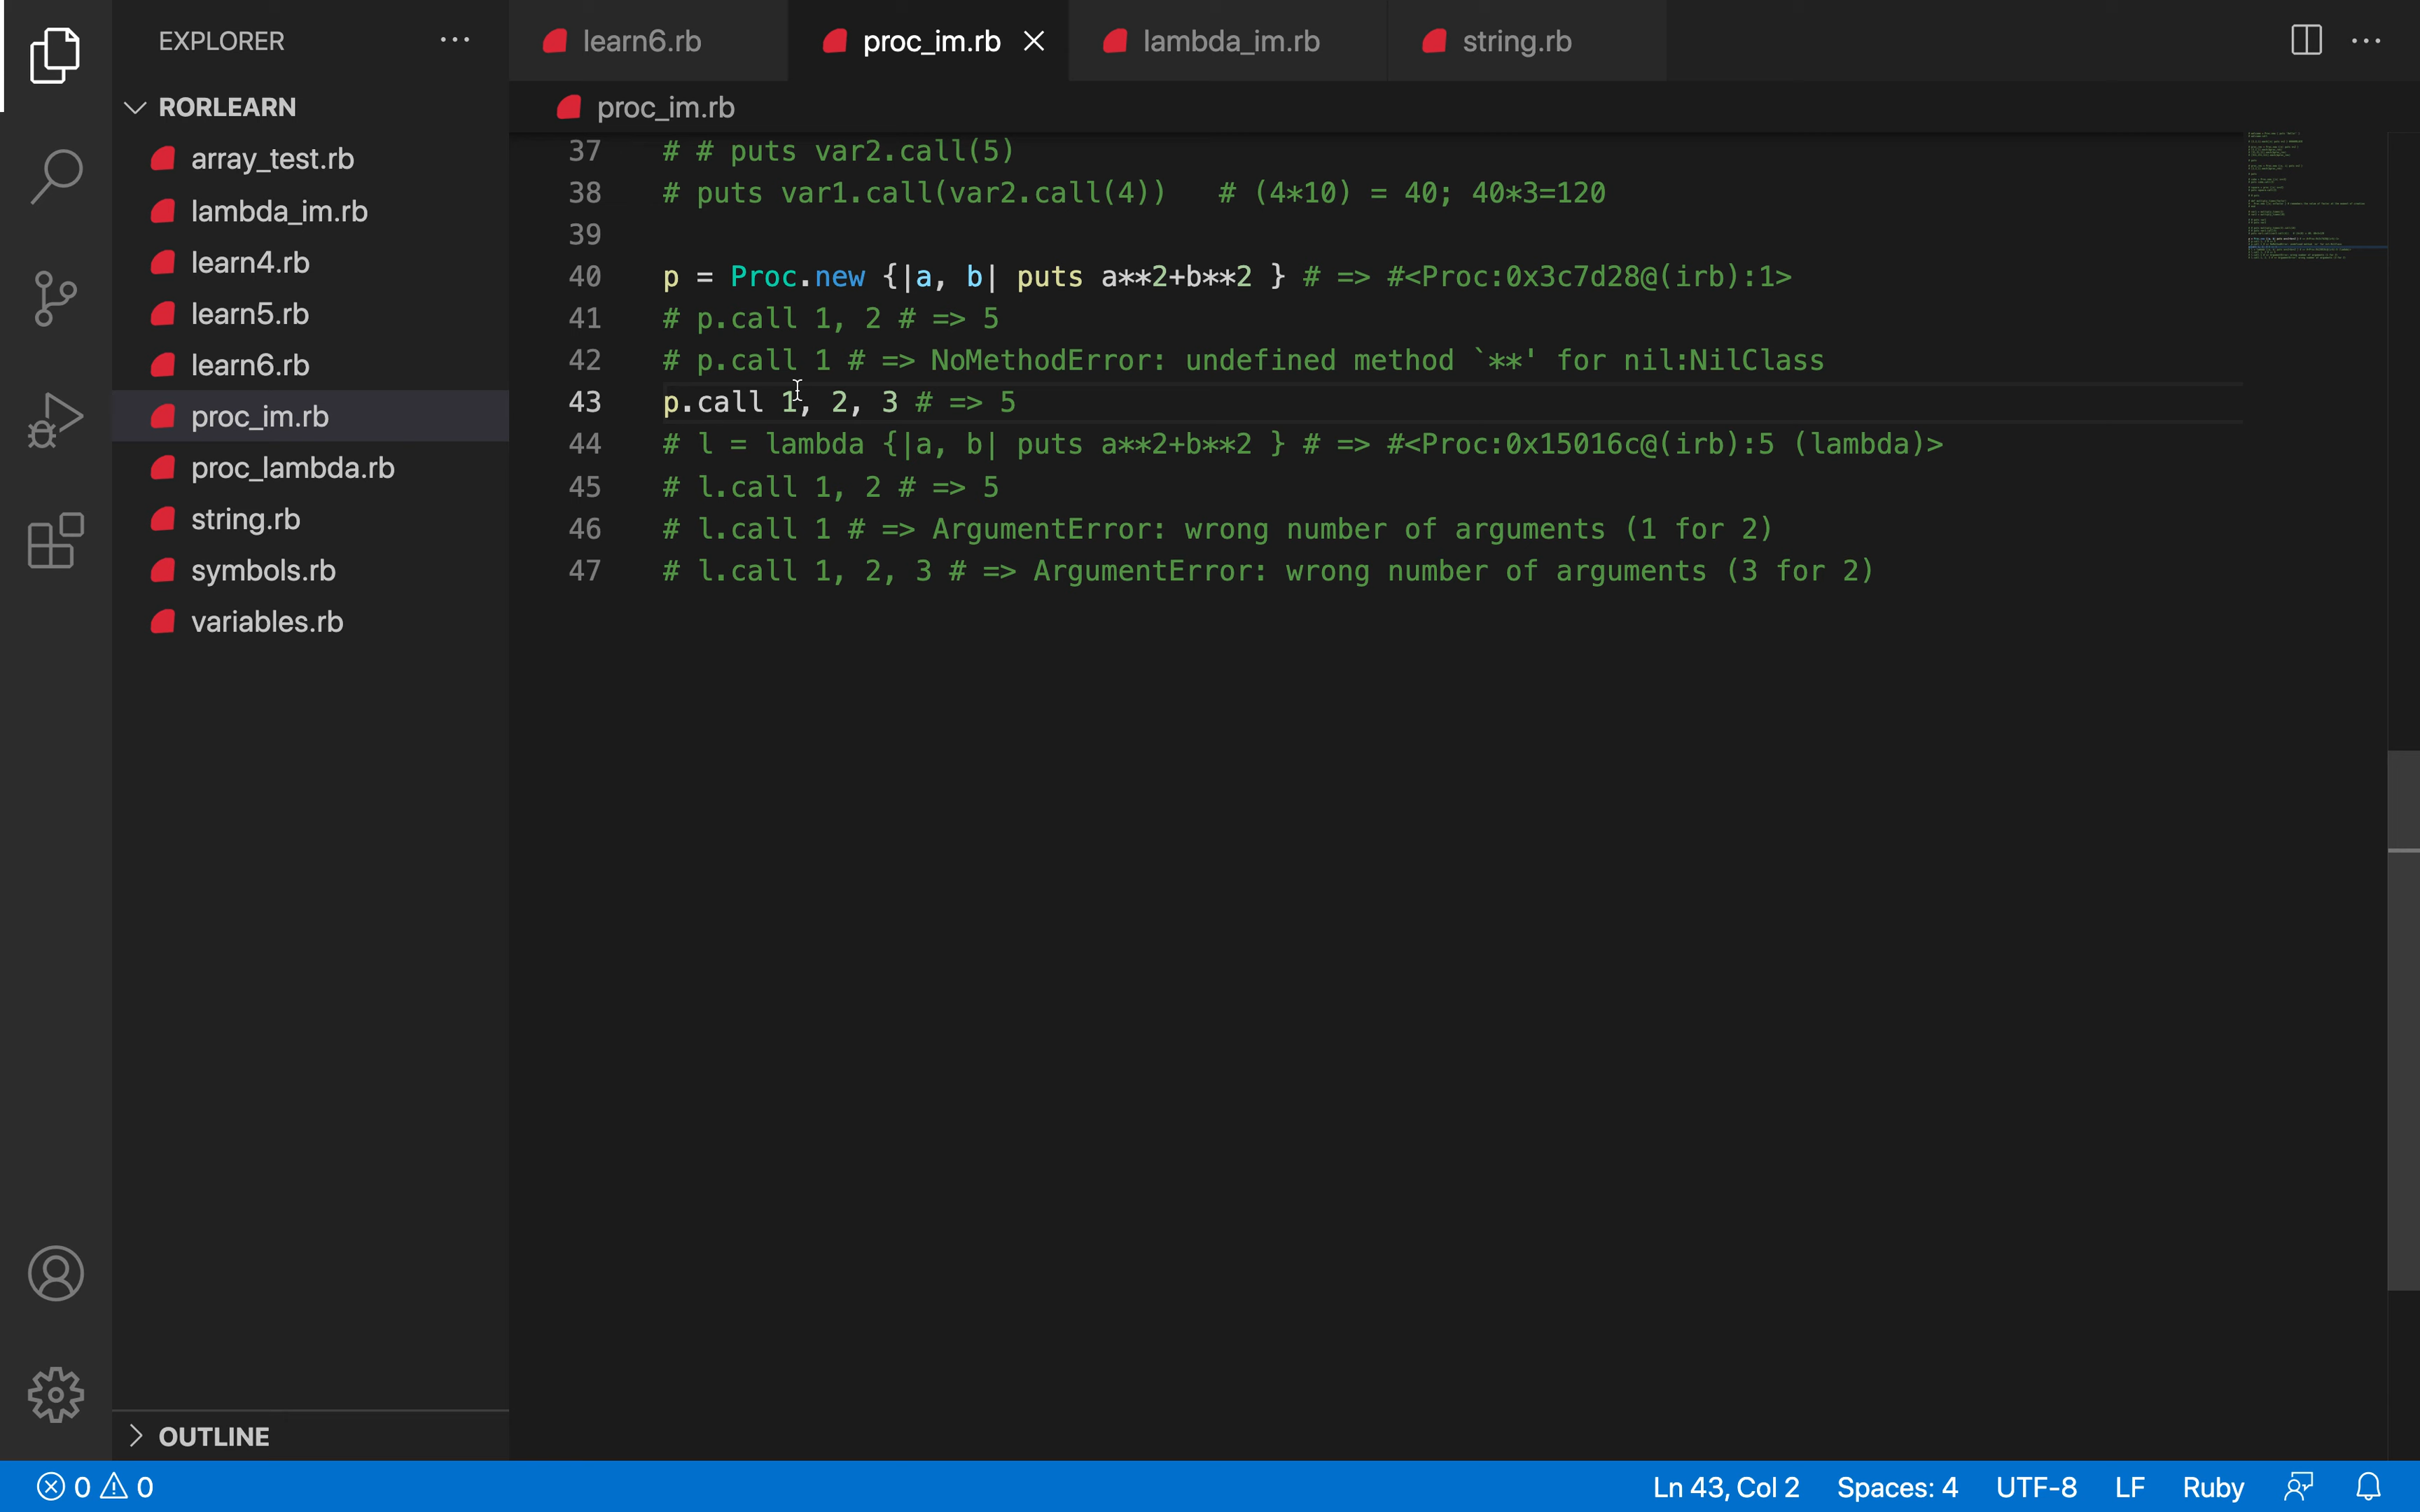 EXPLORER
RORLEARN
array_test.rb
lambda_im.rb
learn4.rb
learn5.rb
learn6.rb
proc_im.rb
proc_lambda.rb
string.rb
symbols.rb
variables.rb
OUTLINE
learn6.rb
proc_im.rb
lambda_im.rb
string.rb
proc_im.rb
37 # # puts var2.call(5)
38 # puts var1.call(var2.call(4)) # (4*10) = 40; 40*3=120
39
40 p = Proc.new {|a, b| puts a**2+b**2 } # => #<Proc:0x3c7d28@(irb):1>
41 # p.call 1, 2 # => 5
42 # p.call 1 # => NoMethodError: undefined method `**' for nil:NilClass
43 p.call 1, 2, 3 # => 5
44 # l = lambda {|a, b| puts a**2+b**2 } # => #<Proc:0x15016c@(irb):5 (lambda)>
45 # l.call 1, 2 # => 5
46 # l.call 1 # => ArgumentError: wrong number of arguments (1 for 2)
47 # l.call 1, 2, 3 # => ArgumentError: wrong number of arguments (3 for 2)
0 0
Ln 43, Col 2 Spaces: 4 UTF-8 LF Ruby